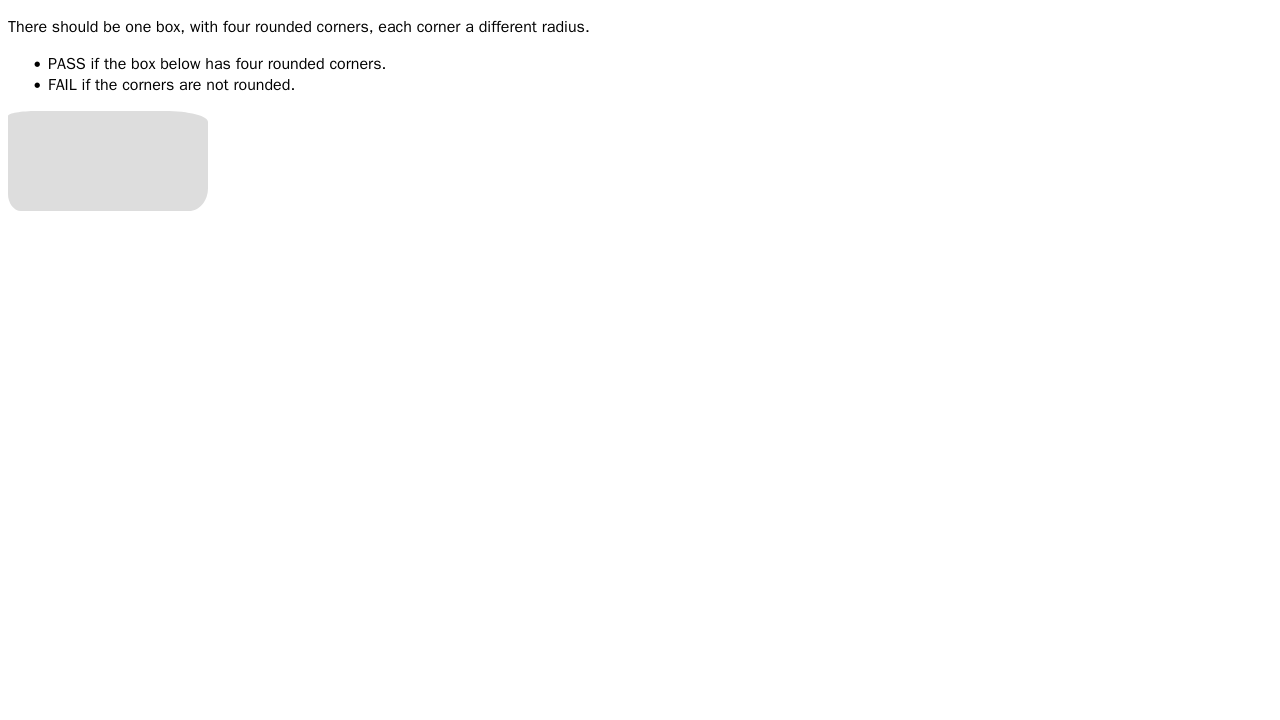 There should be one box, with four rounded corners, each corner a different radius.
• PASS if the box below has four rounded corners.
• FAIL if the corners are not rounded.